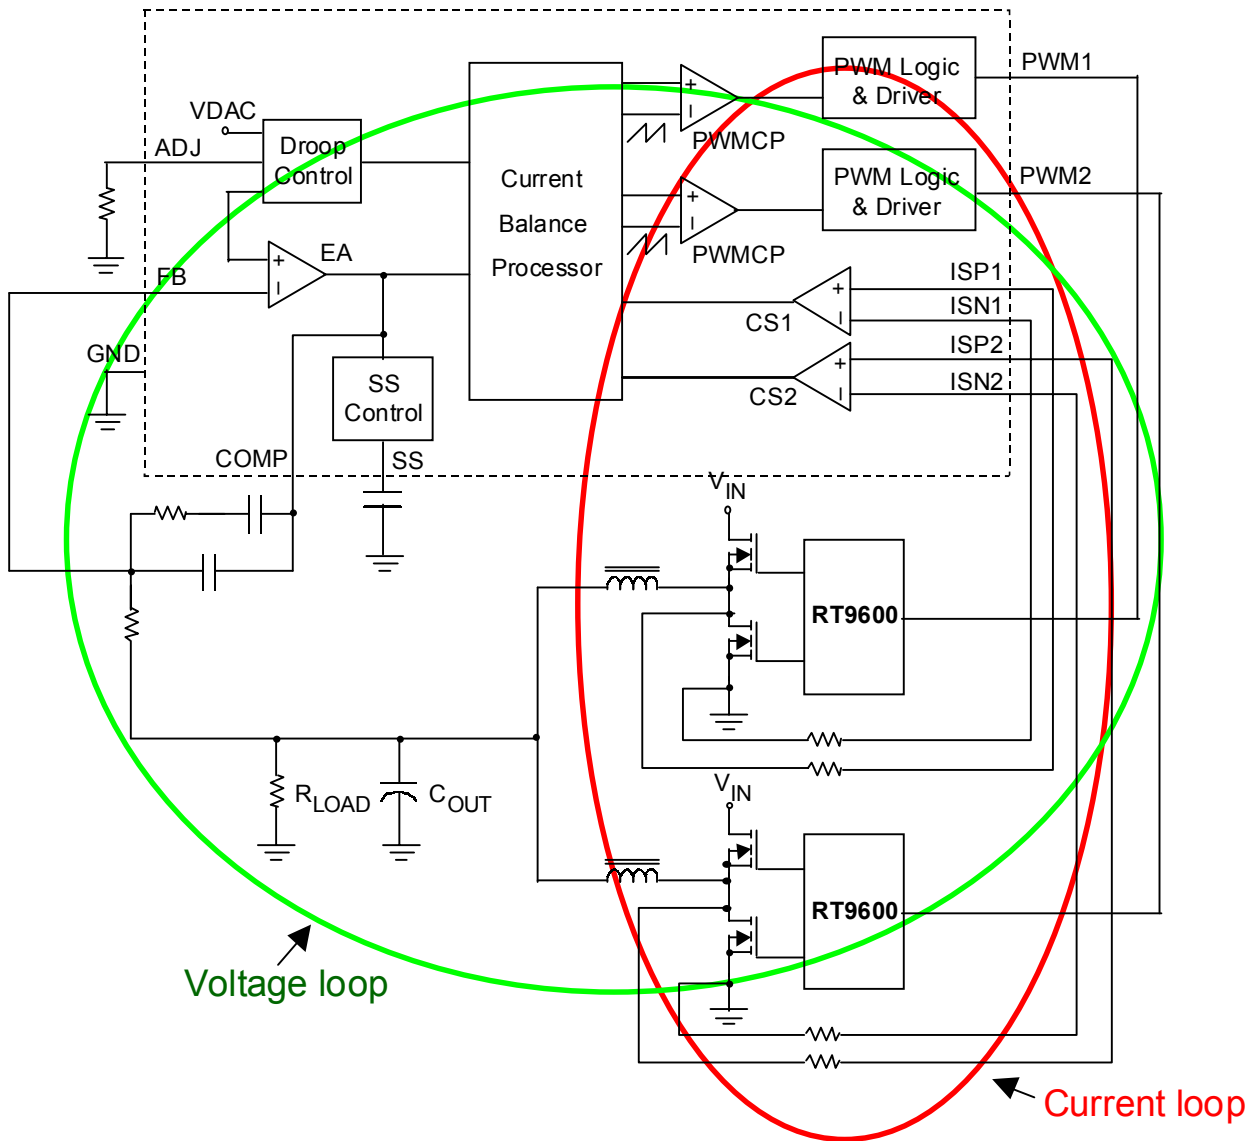 PWM Logic
& Driver
PWM1
VDAC
ADJ
Droop
Control
PWMCP
Current
Balance
Processor
PWM Logic
& Driver
PWM2
PWMCP
EA
FB
ISP1
ISN1
CS1
ISP2
ISN2
CS2
GND
SS
Control
COMP
SS
VIN
RT9600
RLOAD
COUT
VIN
RT9600
Voltage loop
Current loop